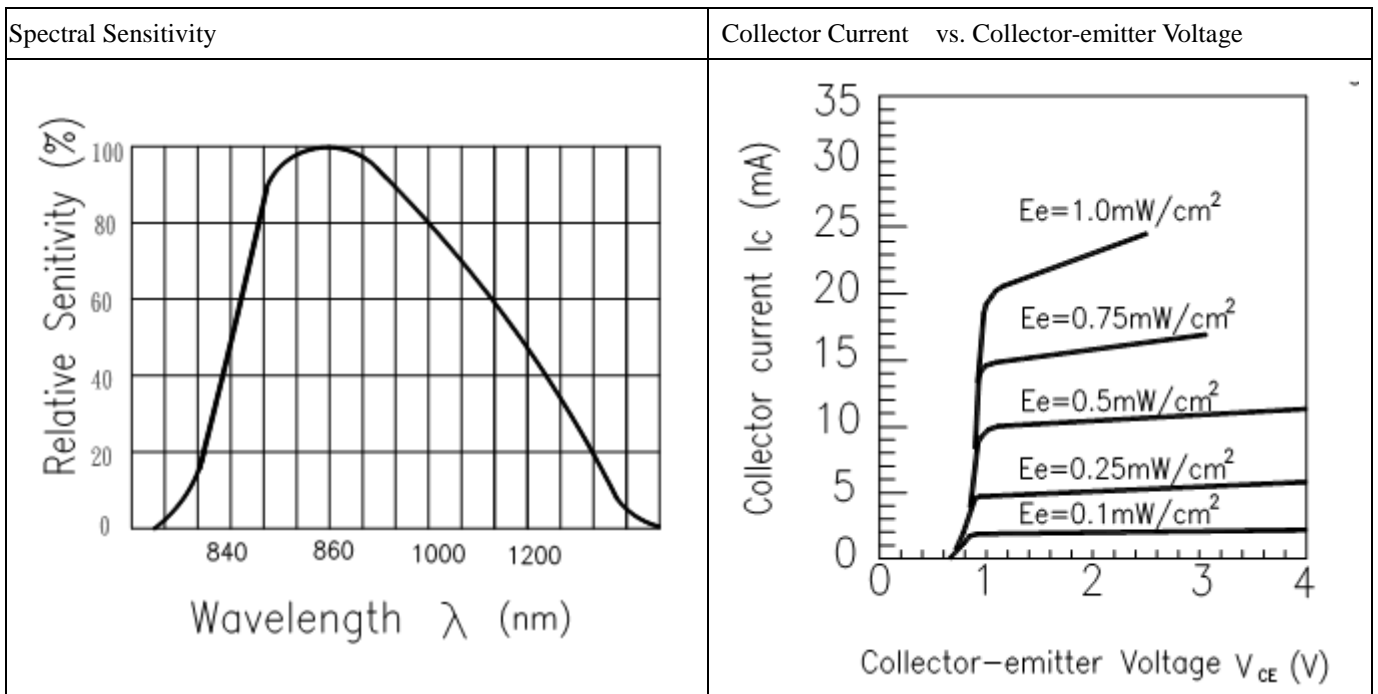 Spectral Sensitivity
Collector Current vs. Collector-emitter Voltage
Relative Senitivity (%)
100
80
60
40
20
0
840 860 1000 1200
Wavelength λ (nm)
Collector current Ic (mA)
35
30
25
20
15
10
5
0
Ee=1.0mW/cm²
Ee=0.75mW/cm²
Ee=0.5mW/cm²
Ee=0.25mW/cm²
Ee=0.1mW/cm²
0 1 2 3 4
Collector-emitter Voltage VCE (V)